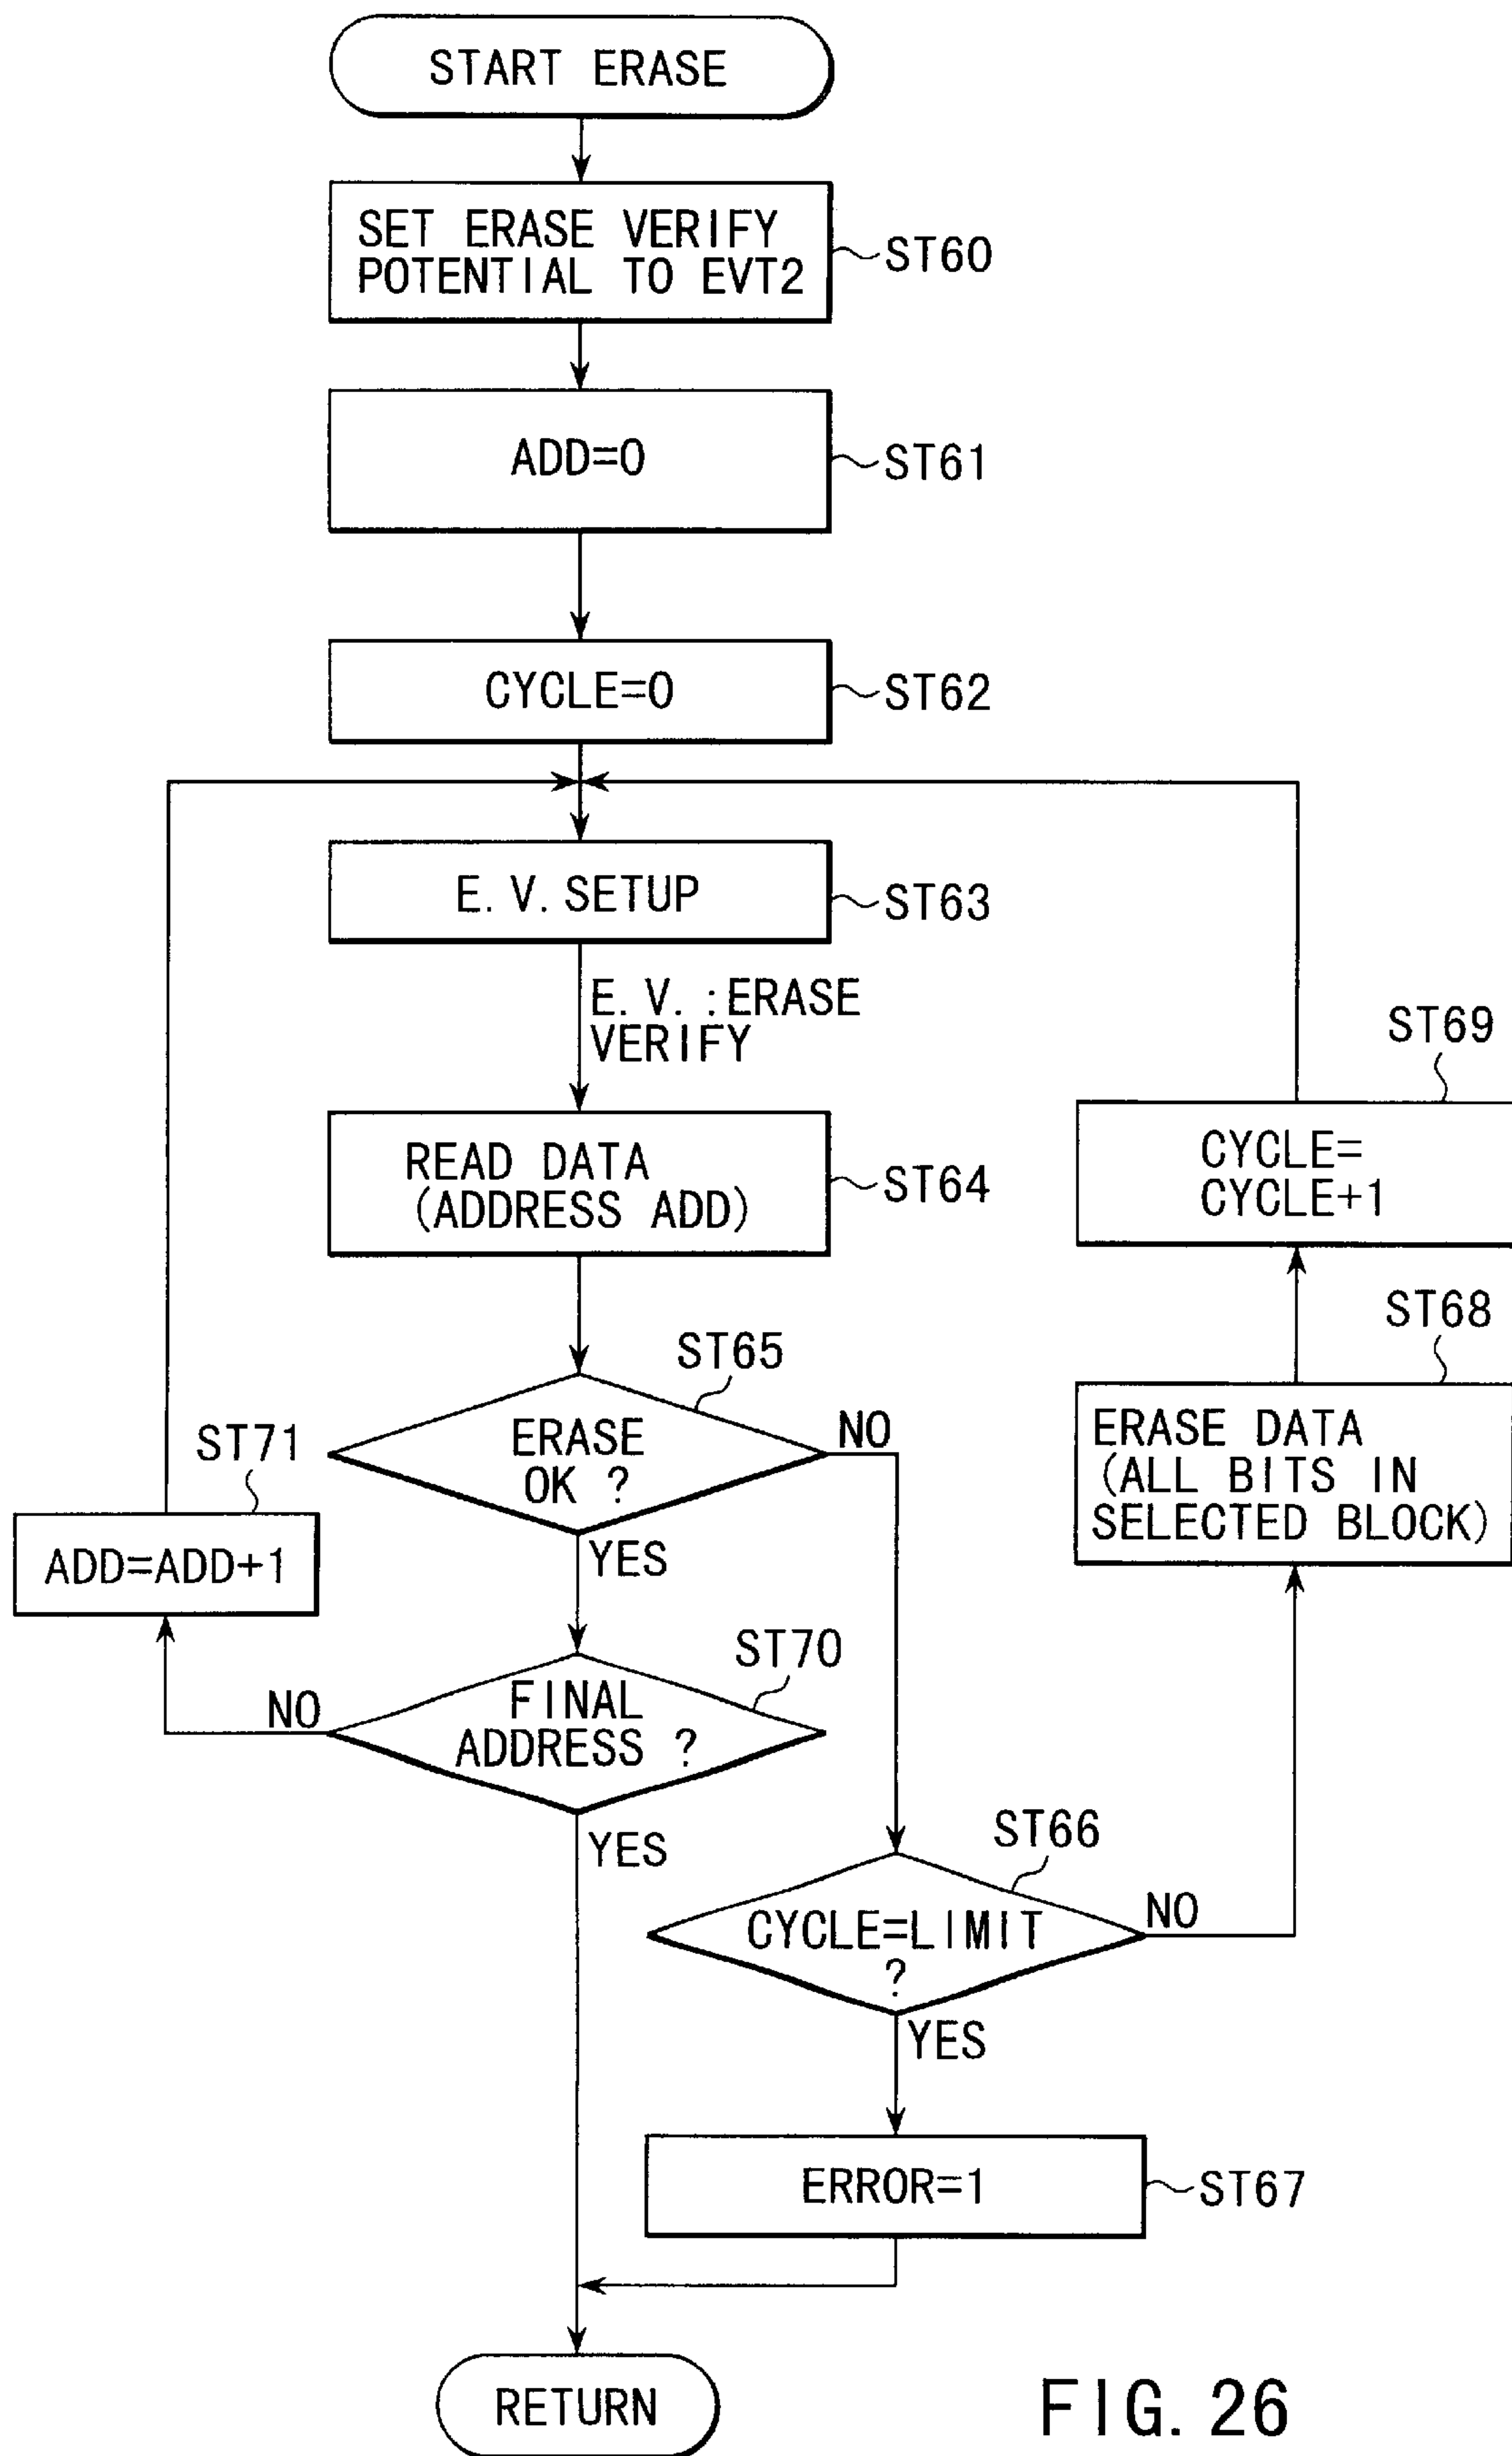 START ERASE
SET ERASE VERIFY
POTENTIAL TO EVT2
ST60
ADD=0
ST61
CYCLE=0
ST62
E. V. SETUP
ST63
E. V. :ERASE
VERIFY
READ DATA
(ADDRESS ADD)
ST64
ST65
ERASE
OK ?
NO
YES
ST66
CYCLE=LIMIT
?
NO
YES
ERROR=1
ST67
ERASE DATA
(ALL BITS IN
SELECTED BLOCK)
ST68
CYCLE=
CYCLE+1
ST69
ST70
FINAL
ADDRESS ?
NO
YES
ST71
ADD=ADD+1
RETURN
FIG. 26